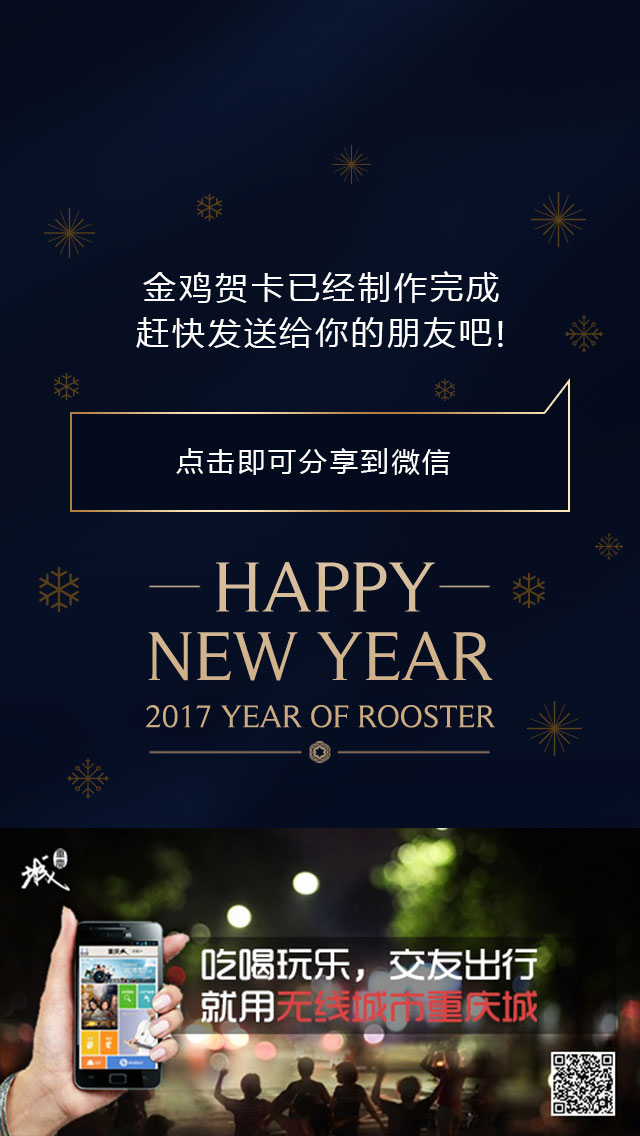 金鸡贺卡已经制作完成
赶快发送给你的朋友吧!
点击即可分享到微信
HAPPY
NEW YEAR
2017 YEAR OF ROOSTER
城
吃喝玩乐，交友出行
就用无线城市重庆城